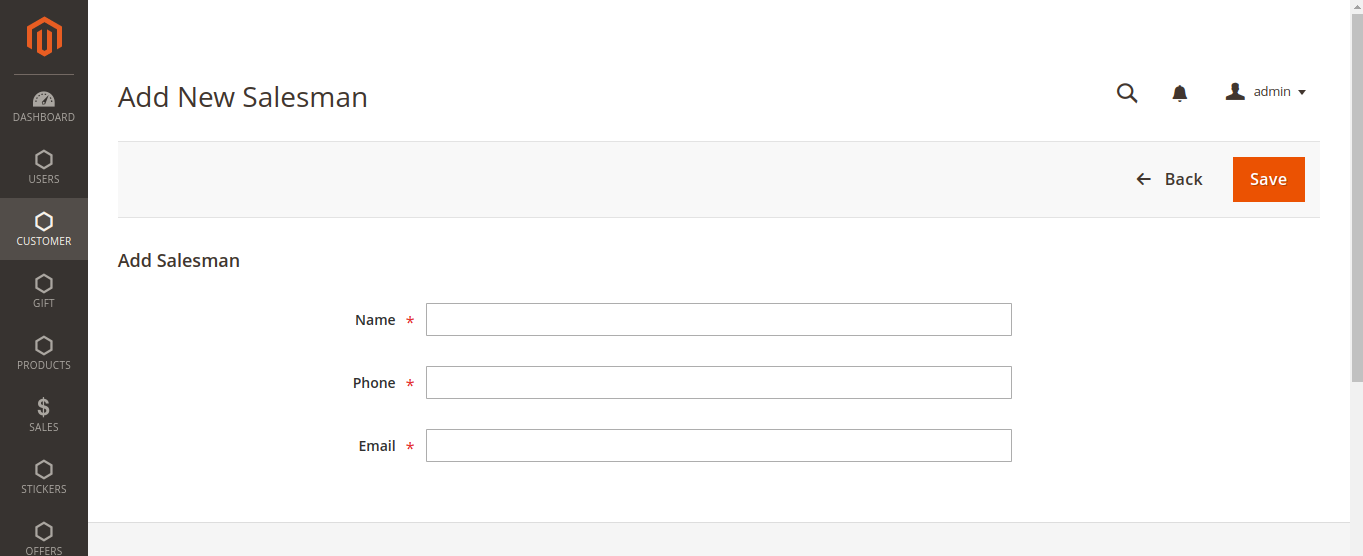 DASHBOARD
USERS
CUSTOMER
GIFT
PRODUCTS
$
SALES
STICKERS
OFFERS
Add New Salesman
admin
Back
Save
Add Salesman
Name *
Phone *
Email *